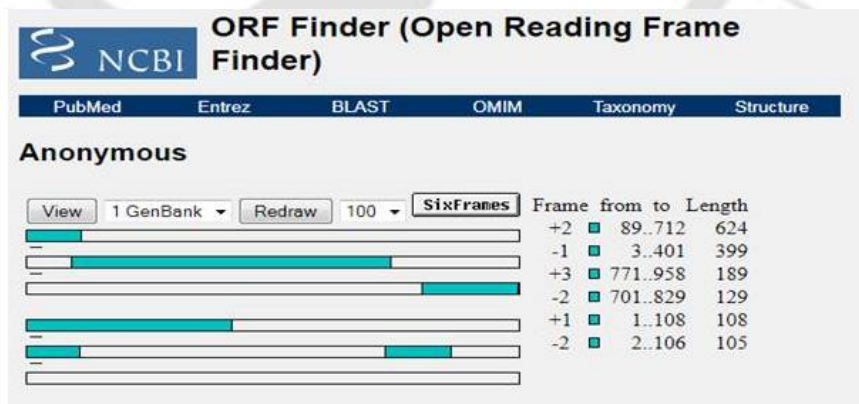 NCBI
ORF Finder (Open Reading Frame
Finder)
PubMed Entrez BLAST OMIM Taxonomy Structure
Anonymous
View 1 GenBank Redraw 100 SixFrames
Frame from to Length
+2 89..712 624
-1 3..401 399
+3 771..958 189
-2 701..829 129
+1 1..108 108
-2 2..106 105